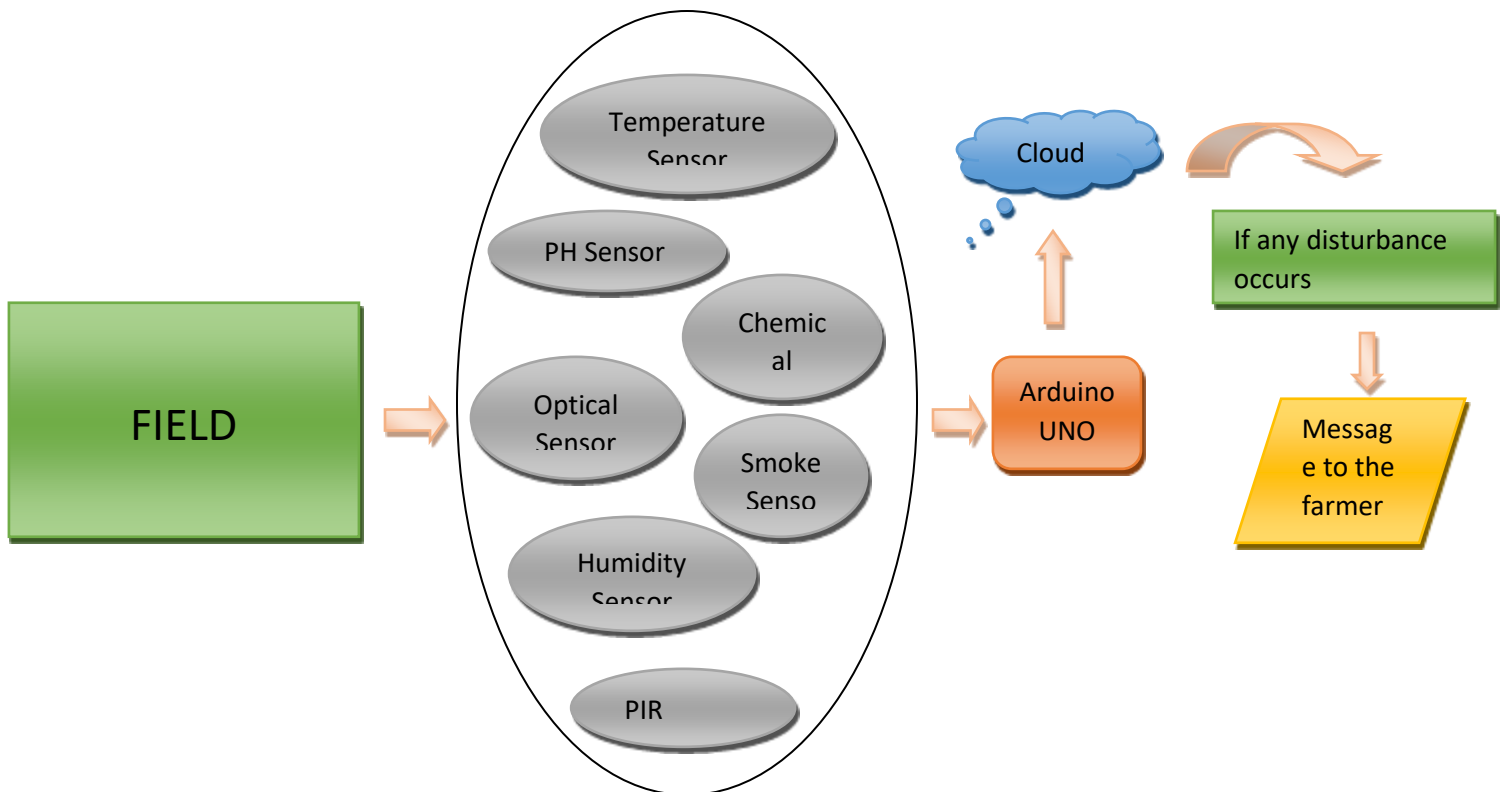 FIELD
Temperature
Sensor
PH Sensor
Chemic
al
Optical
Sensor
Smoke
Senso
Humidity
Sensor
PIR
Arduino
UNO
Cloud
If any disturbance
occurs
Messag
e to the
farmer